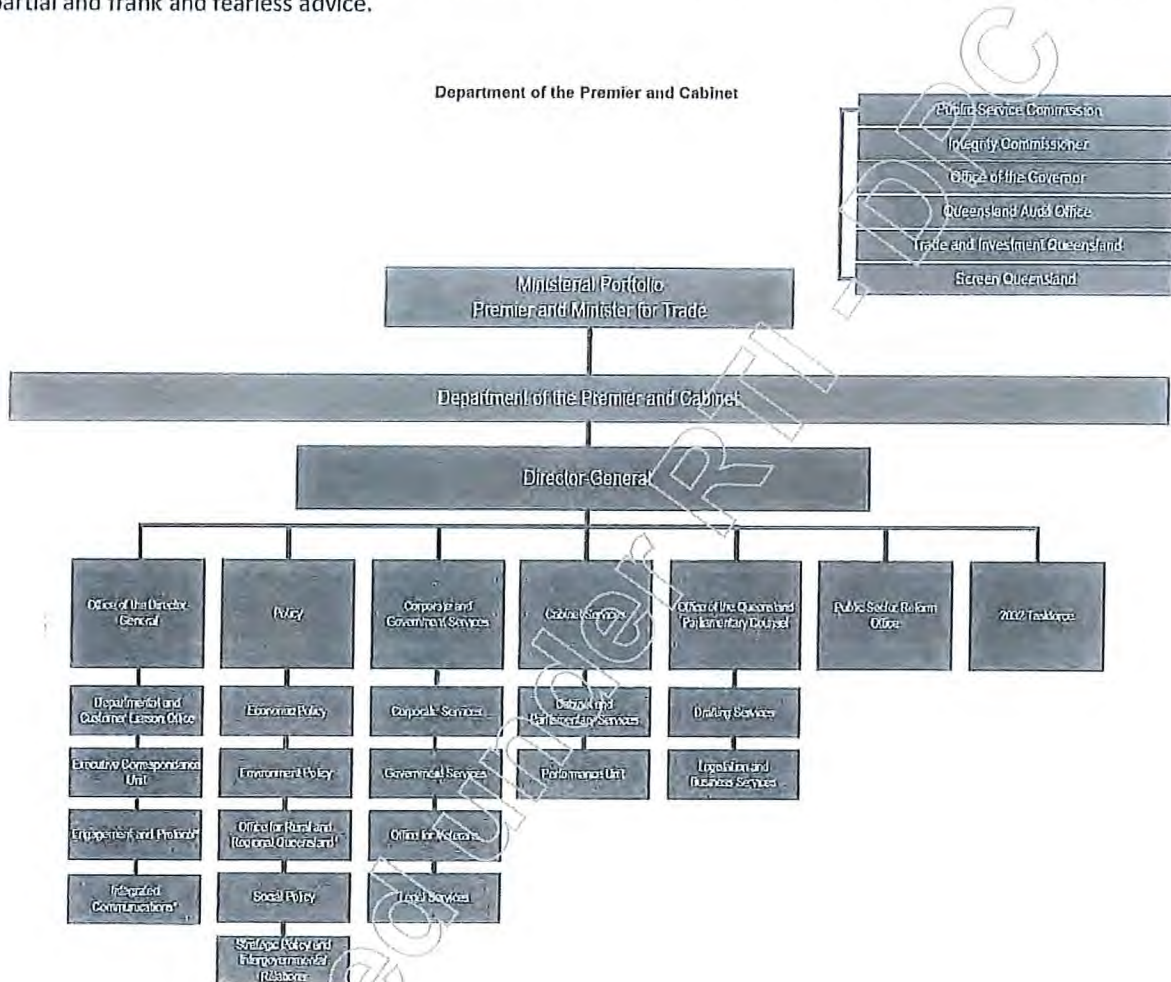 partial and frank and fearless advice.
Department of the Premier and Cabinet
Public Service Commission
Integrity Commissioner
Office of the Governor
Queensland Audit Office
Trade and Investment Queensland
Screen Queensland
Ministerial Portfolio
Premier and Minister for Trade
Department of the Premier and Cabinet
Director-General
Office of the Director-
General
Policy
Corporate and
Government Services
Cabinet Services
Office of the Queensland
Parliamentary Counsel
Public Sector Reform
Office
2032 Taskforce
Departmental and
Customer Liaison Office
Economic Policy
Corporate Services
Cabinet and
Parliamentary Services
Drafting Services
Executive Correspondence
Unit
Environment Policy
Government Services
Performance Unit
Legislation and
Business Services
Engagement and Protocol*
Office for Rural and
Regional Queensland*
Office for Veterans
Integrated
Communications*
Social Policy
Legal Services
Strategic Policy and
Intergovernmental
Relations
ed under RTI - DPC